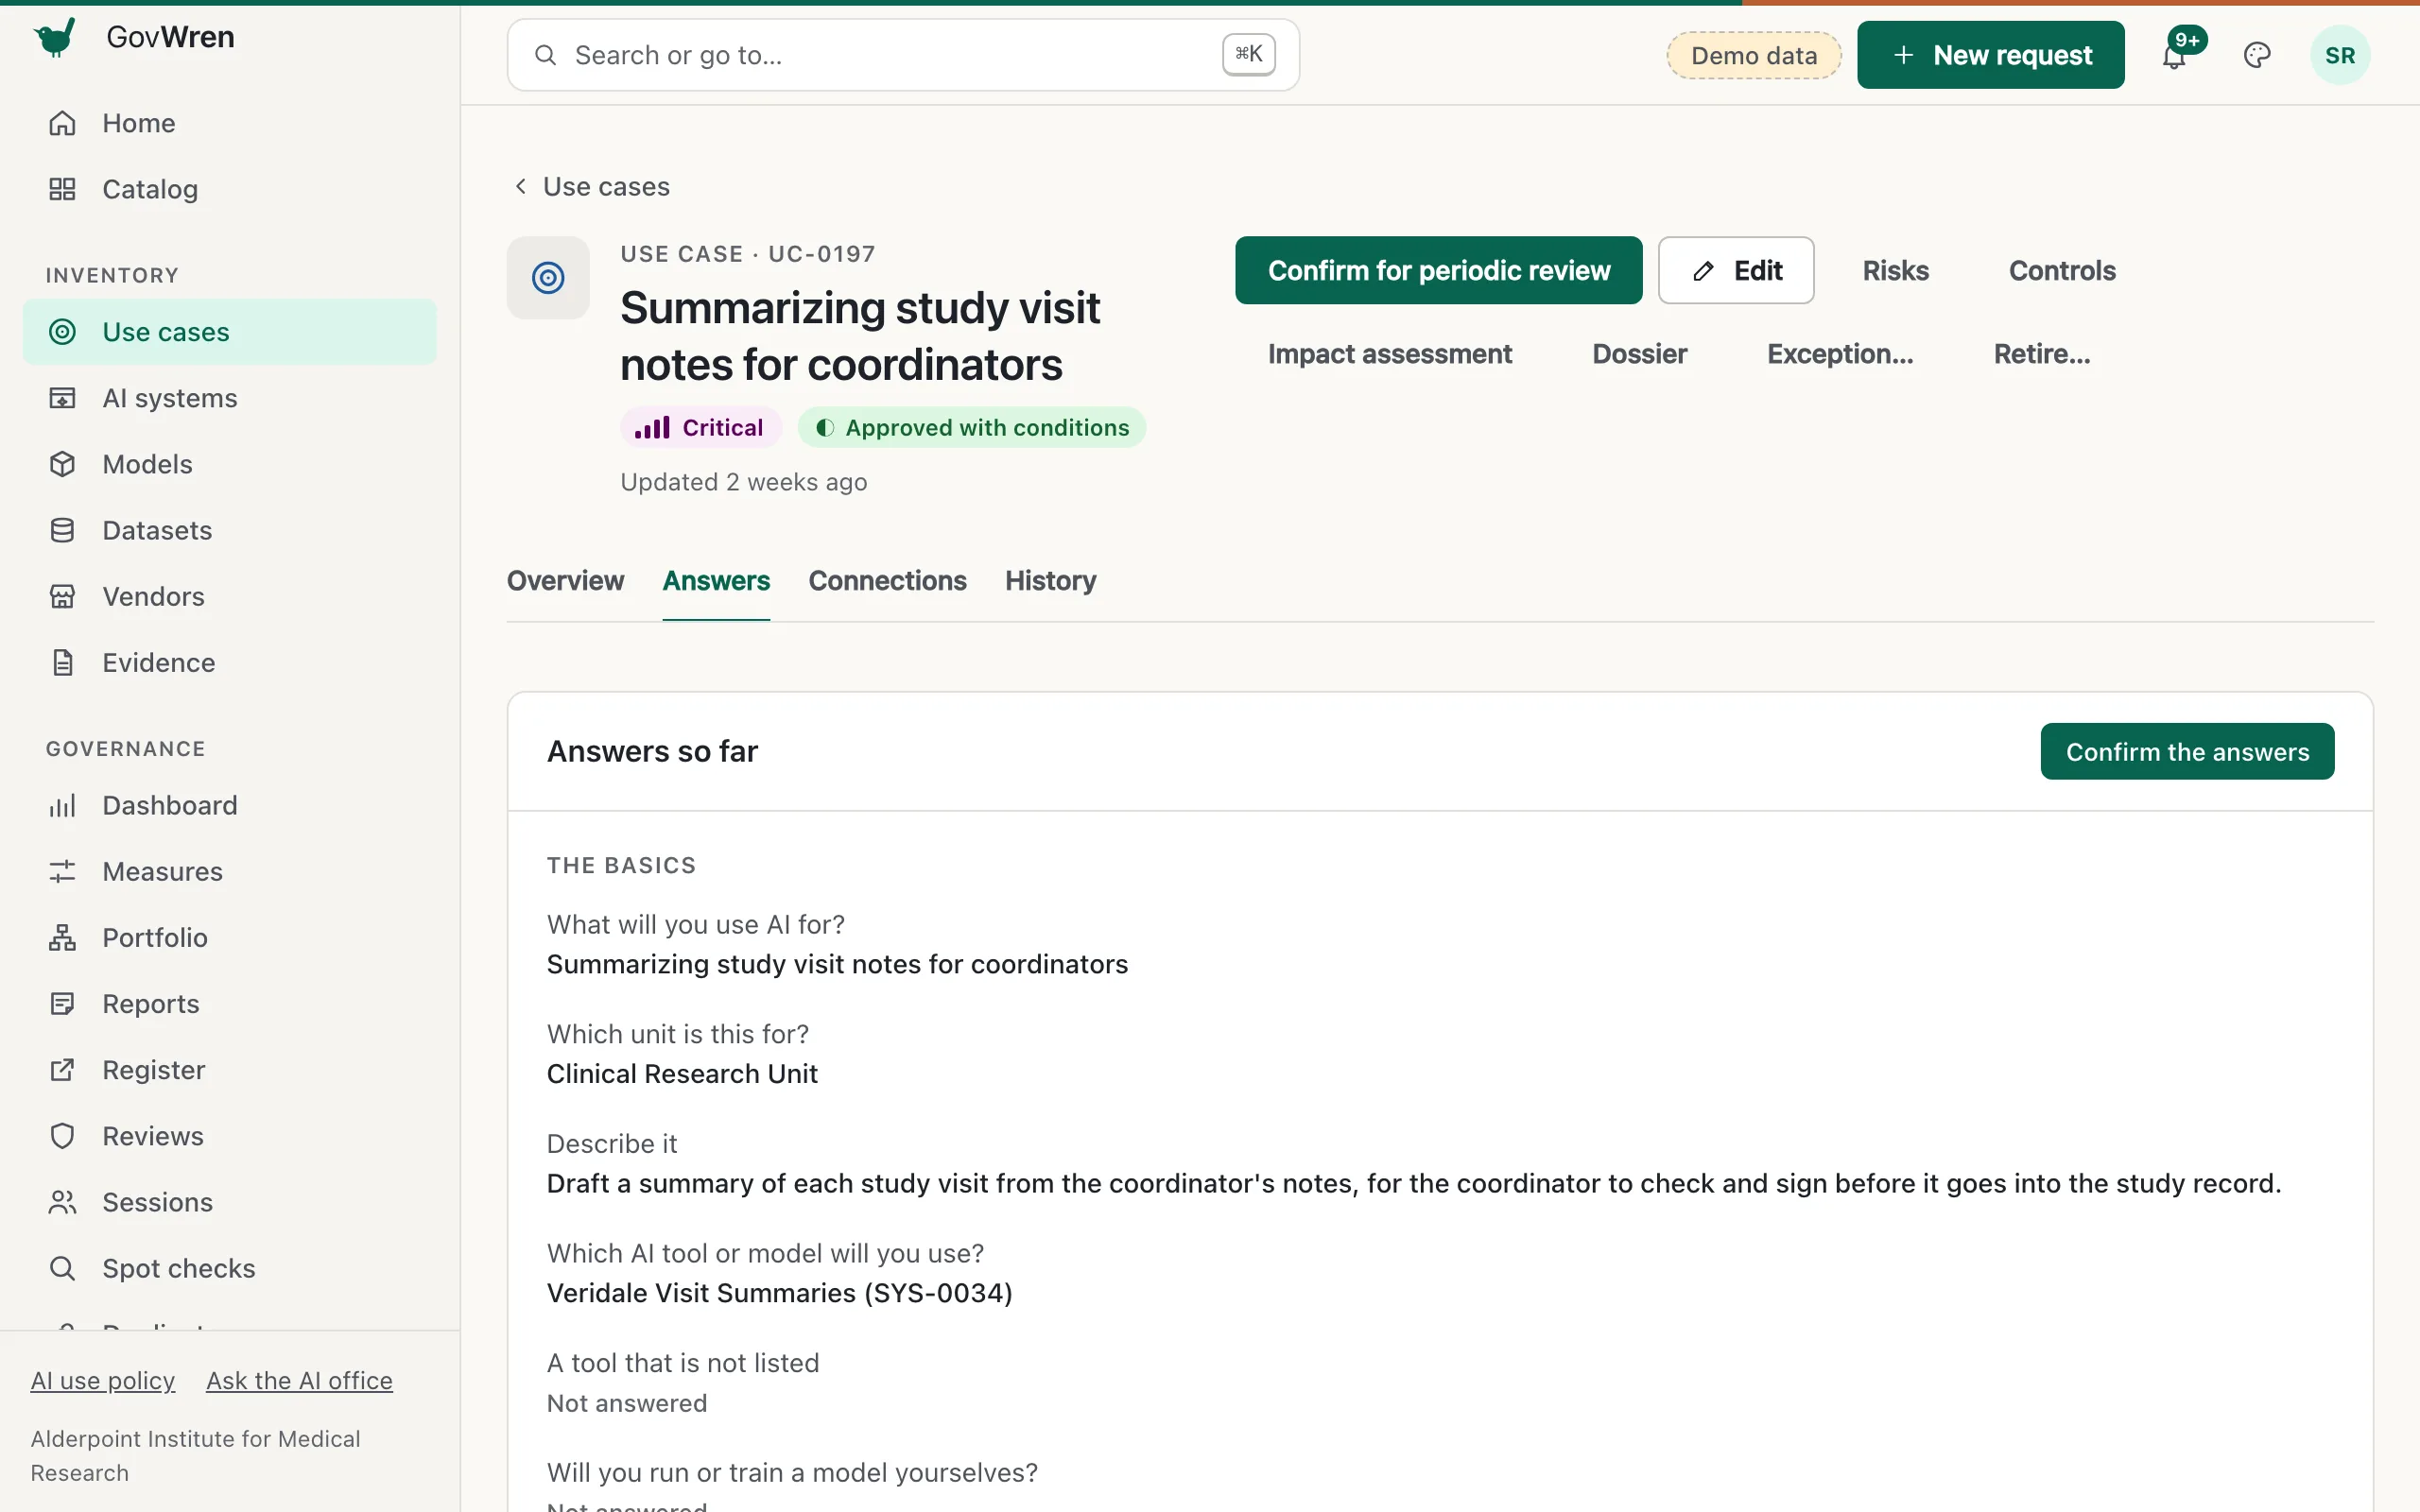 GovWren
Search or go to...
⌘K
Demo data
New request
9+
SR
Home
Catalog
INVENTORY
Use cases
AI systems
Models
Datasets
Vendors
Evidence
GOVERNANCE
Dashboard
Measures
Portfolio
Reports
Register
Reviews
Sessions
Spot checks
AI use policy
Ask the AI office
Alderpoint Institute for Medical
Research
Use cases
USE CASE · UC-0197
Summarizing study visit
notes for coordinators
Critical
Approved with conditions
Updated 2 weeks ago
Confirm for periodic review
Edit
Risks
Controls
Impact assessment
Dossier
Exception...
Retire...
Overview
Answers
Connections
History
Answers so far
Confirm the answers
THE BASICS
What will you use AI for?
Summarizing study visit notes for coordinators
Which unit is this for?
Clinical Research Unit
Describe it
Draft a summary of each study visit from the coordinator's notes, for the coordinator to check and sign before it goes into the study record.
Which AI tool or model will you use?
Veridale Visit Summaries (SYS-0034)
A tool that is not listed
Not answered
Will you run or train a model yourselves?
Not answered